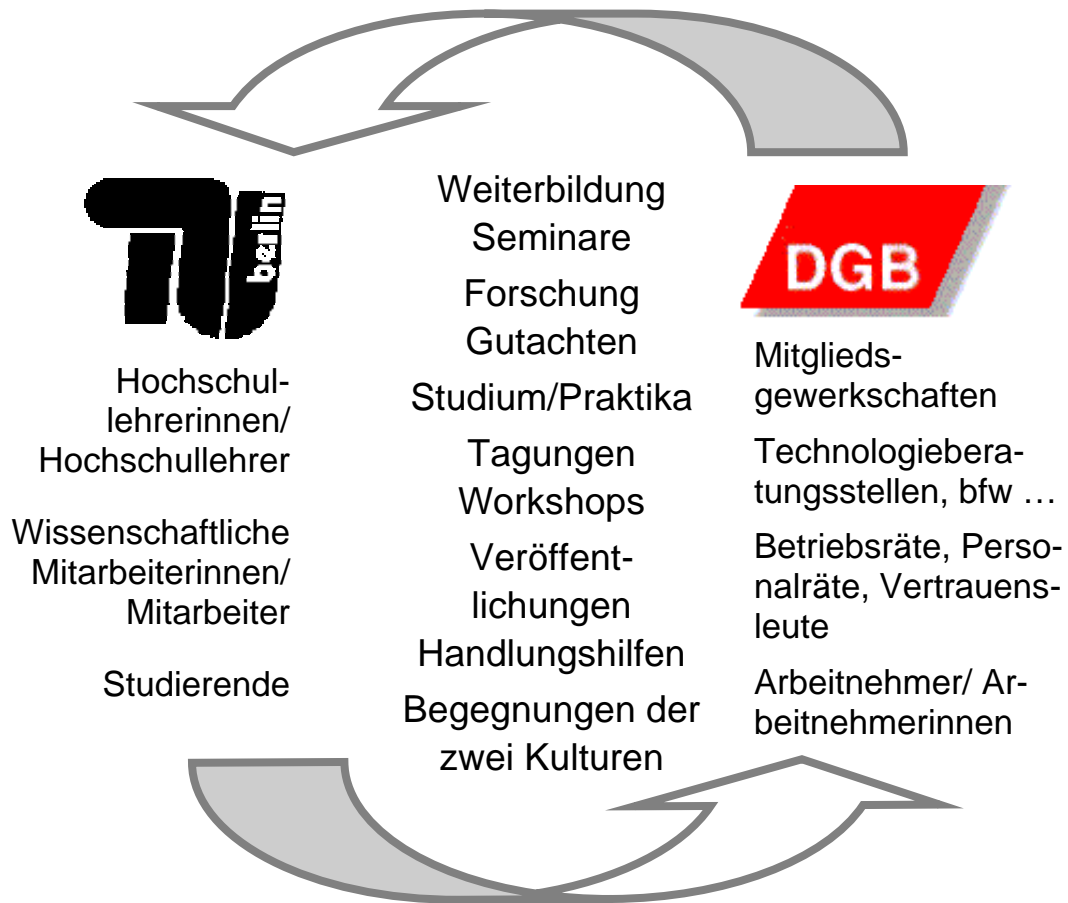 TU
berlin
Hochschul-
lehrerinnen/
Hochschullehrer
Wissenschaftliche
Mitarbeiterinnen/
Mitarbeiter
Studierende
Weiterbildung
Seminare
Forschung
Gutachten
Studium/Praktika
Tagungen
Workshops
Veröffent-
lichungen
Handlungshilfen
Begegnungen der
zwei Kulturen
DGB
Mitglieds-
gewerkschaften
Technologiebera-
tungsstellen, bfw …
Betriebsräte, Perso-
nalräte, Vertrauens-
leute
Arbeitnehmer/ Ar-
beitnehmerinnen